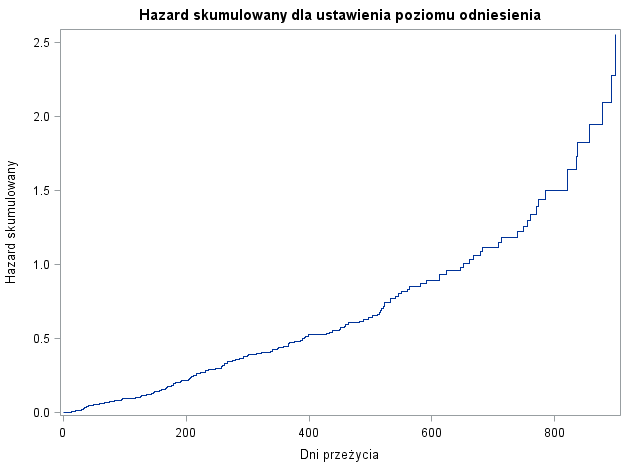 Hazard skumulowany dla ustawienia poziomu odniesienia
Hazard skumulowany
2.5
2.0
1.5
1.0
0.5
0.0
0 200 400 600 800
Dni przeżycia